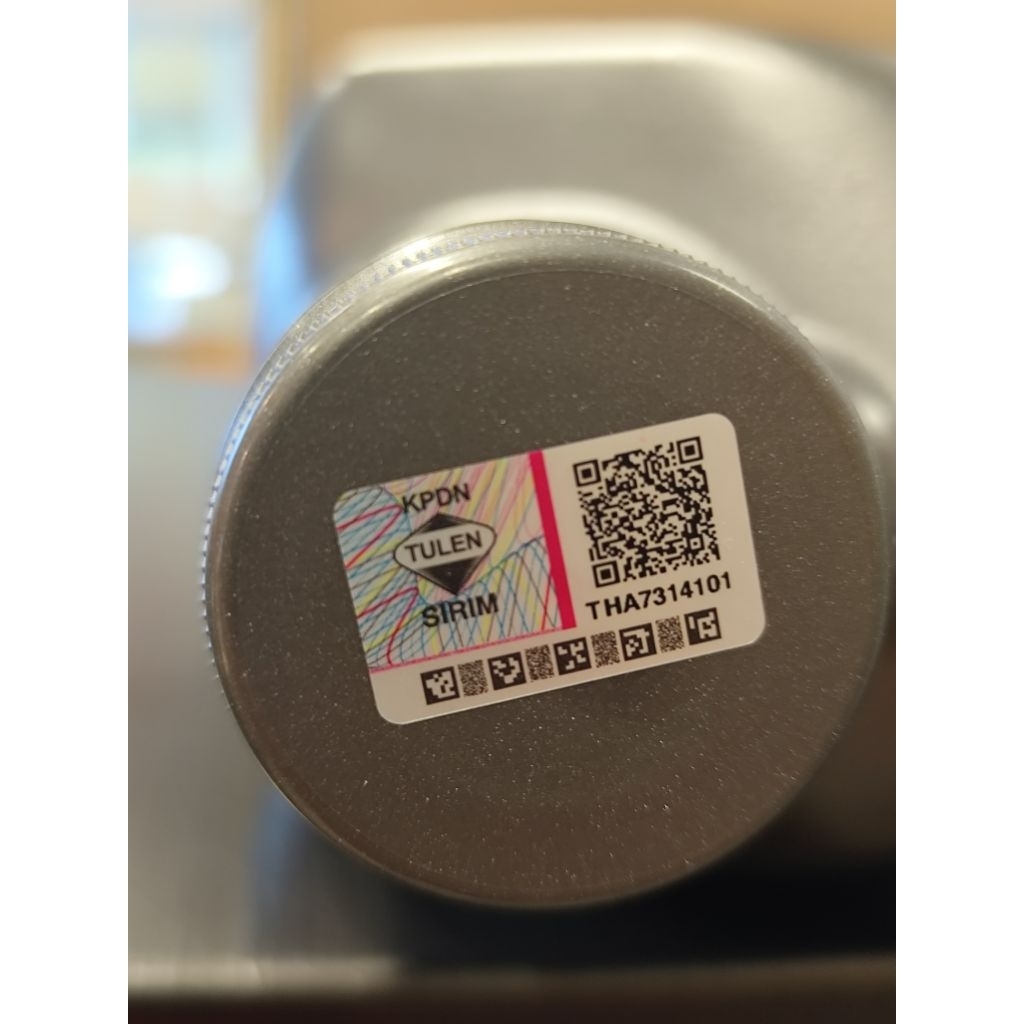 KPDN
TULEN
SIRIM
THA7314101